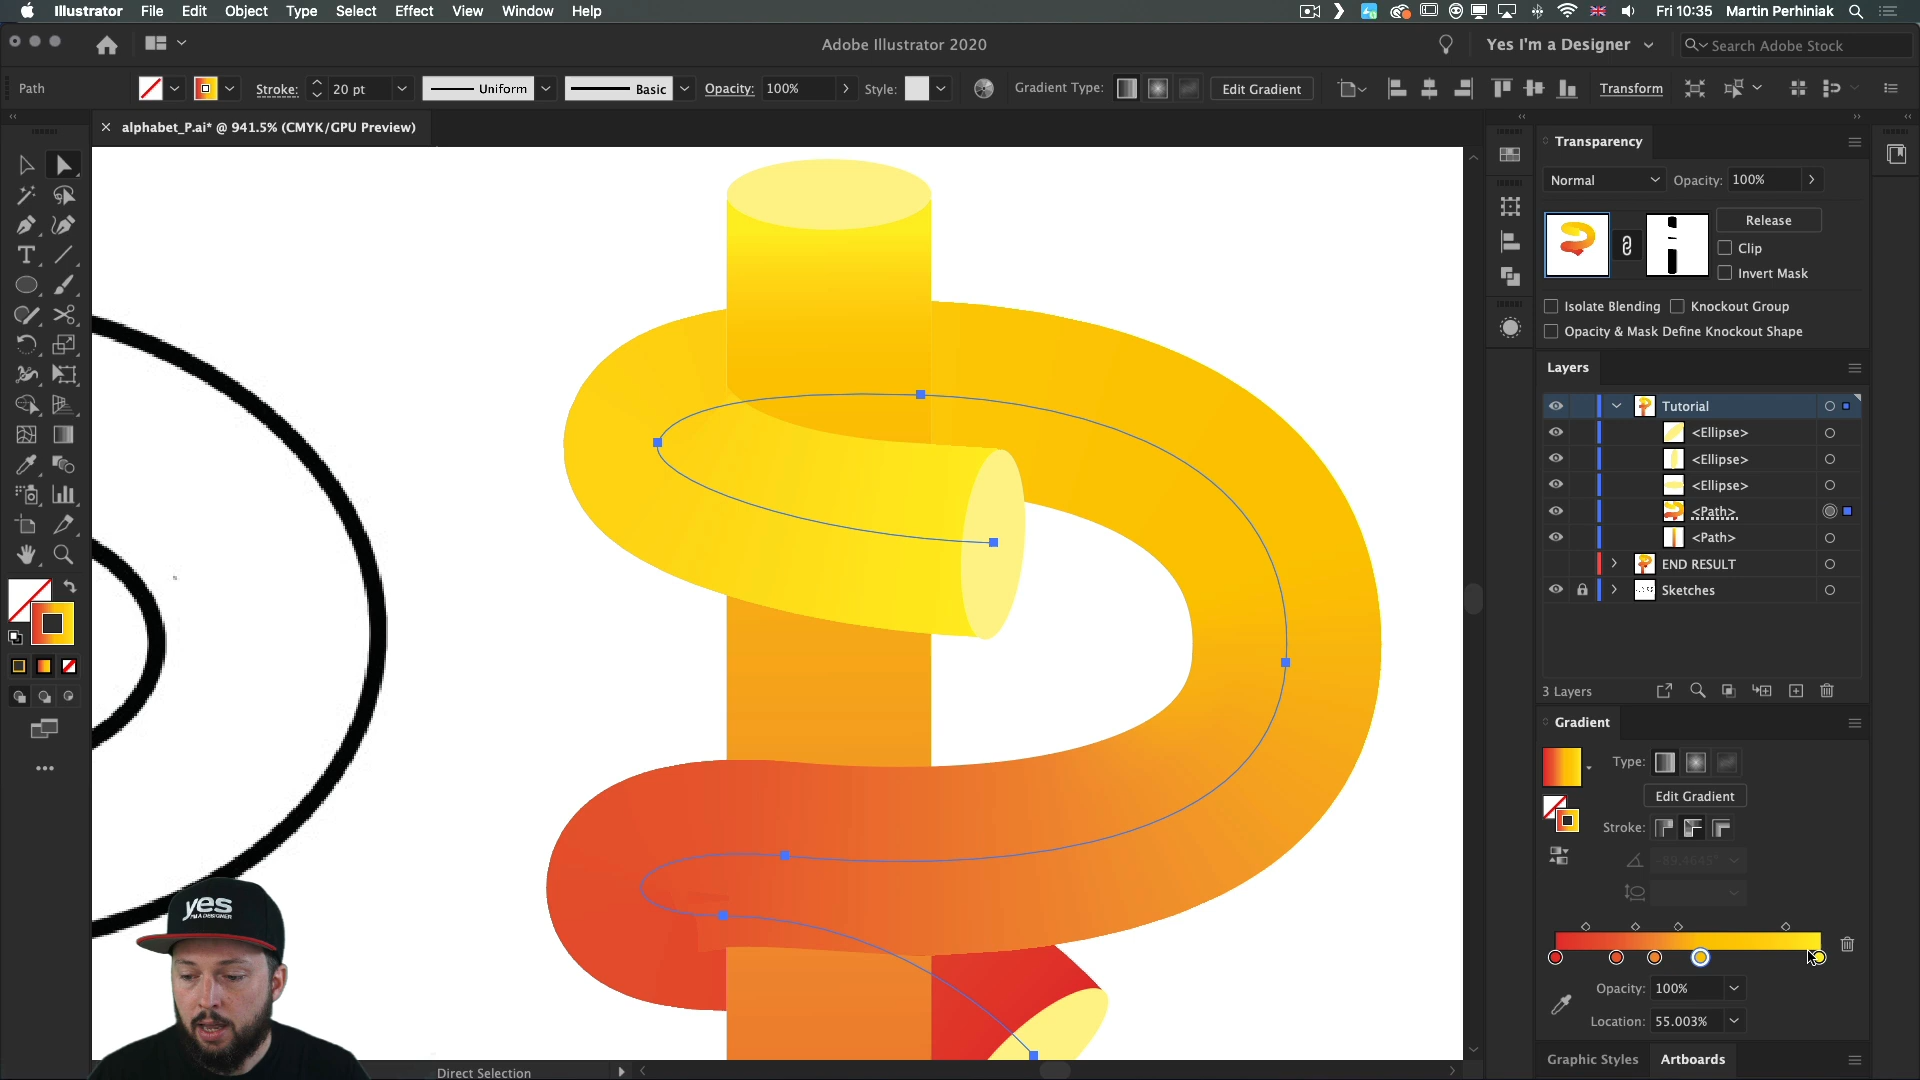 Illustrator File Edit Object Type Select Effect View Window Help Fri 10:35 Martin Perhiniak
Adobe Illustrator 2020 Yes I'm a Designer Search Adobe Stock
Path Stroke: 20 pt Uniform Basic Opacity: 100% Style: Gradient Type: Edit Gradient Transform
alphabet_P.ai* @ 941.5% (CMYK/GPU Preview)
Transparency
Normal Opacity: 100%
Release
Clip
Invert Mask
Isolate Blending Knockout Group
Opacity & Mask Define Knockout Shape
Layers
Tutorial
<Ellipse>
<Ellipse>
<Ellipse>
<Path>
<Path>
END RESULT
Sketches
3 Layers
Gradient
Type:
Edit Gradient
Stroke:
-89.4645°
Opacity: 100%
Location: 55.003%
Graphic Styles Artboards
yes
I'M A DESIGNER
Direct Selection